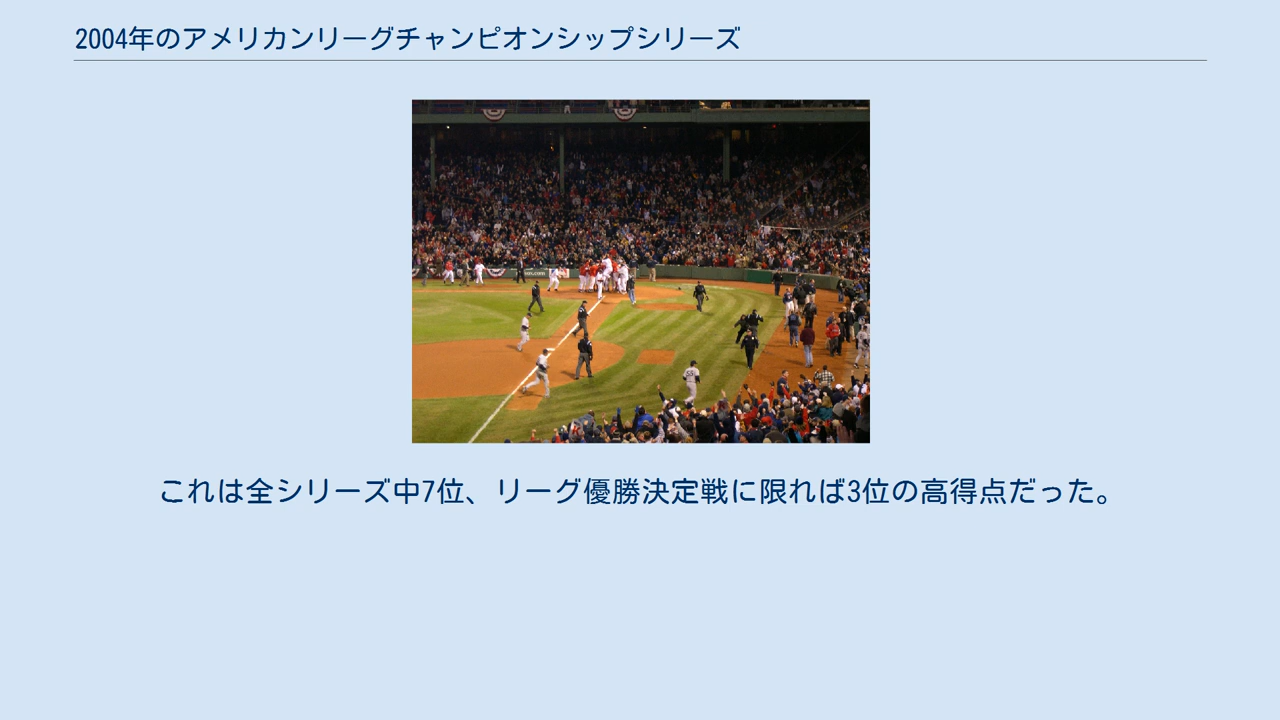 2004年のアメリカンリーグチャンピオンシップシリーズ
これは全シリーズ中7位、リーグ優勝決定戦に限れば3位の高得点だった。